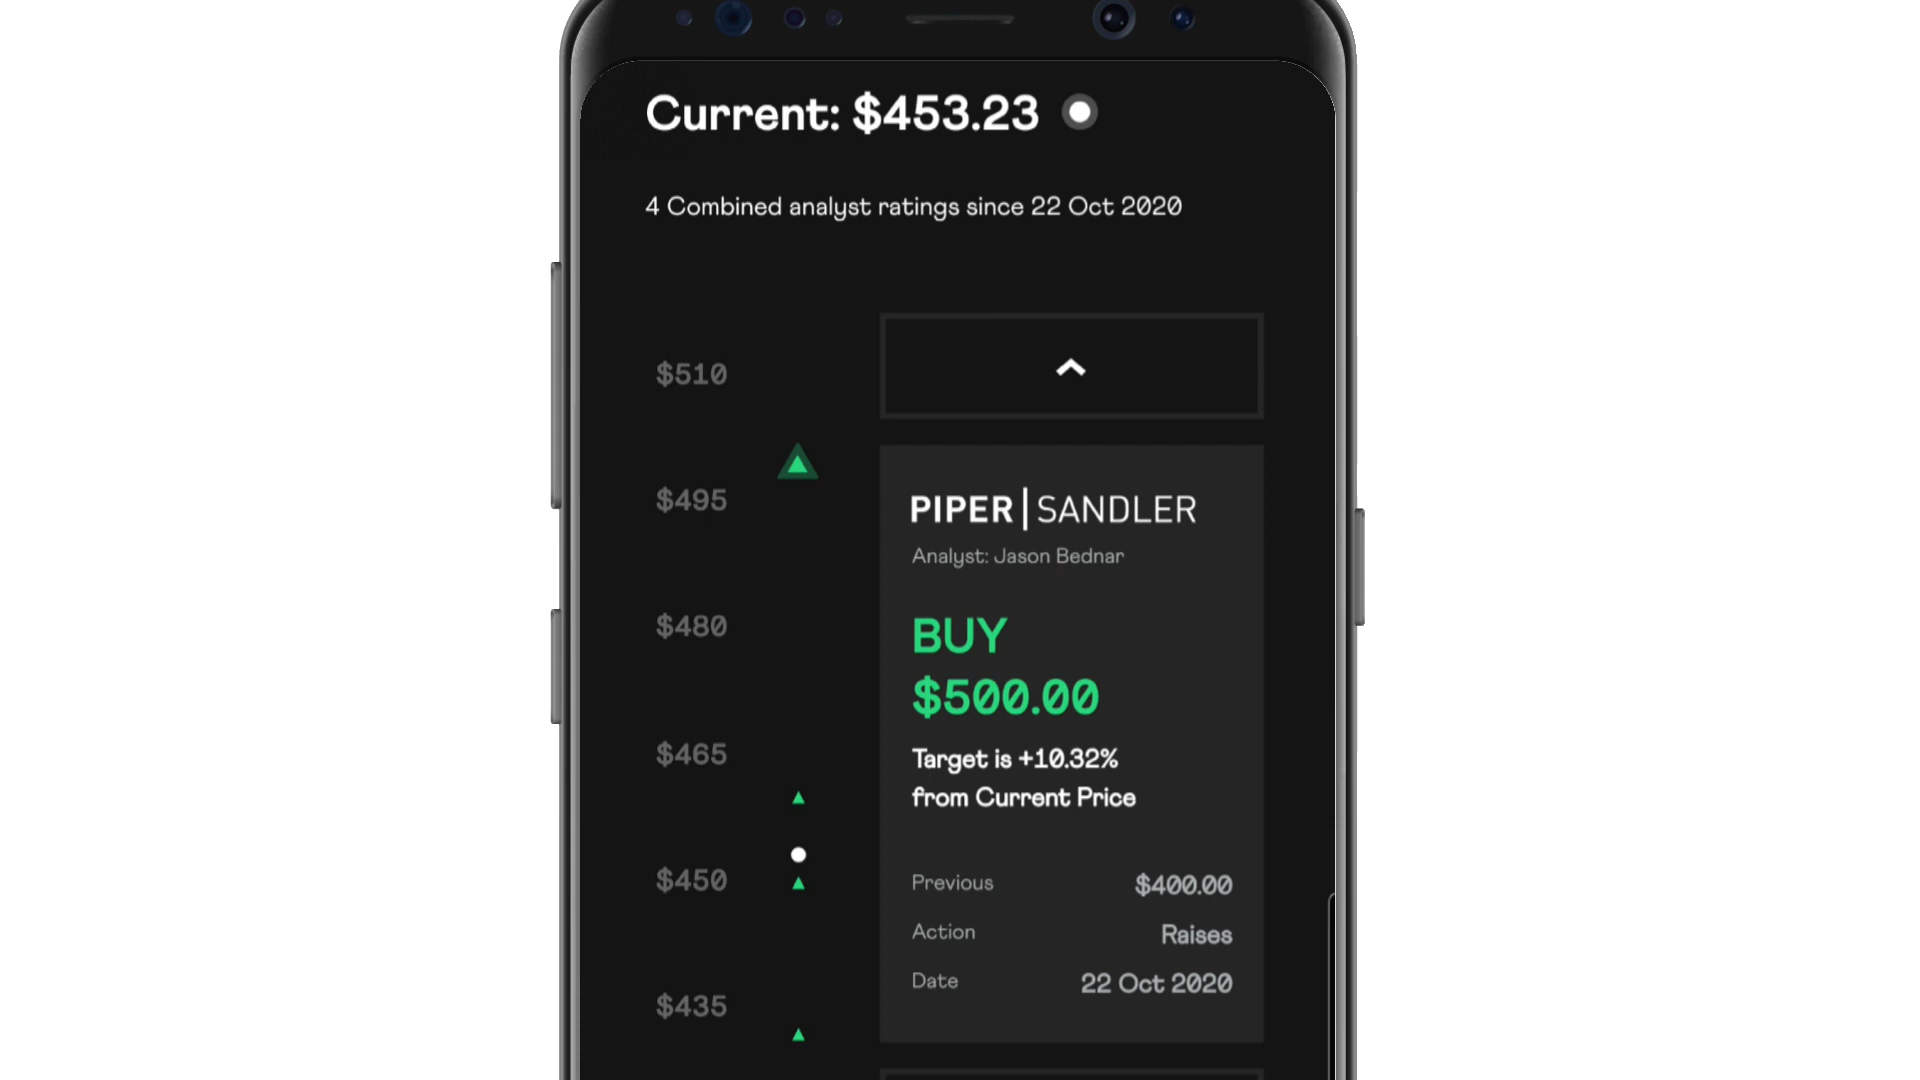 Current: $453.23
4 Combined analyst ratings since 22 Oct 2020
$510
$495
$480
$465
$450
$435
PIPER|SANDLER
Analyst: Jason Bednar
BUY
$500.00
Target is +10.32%
from Current Price
Previous $400.00
Action Raises
Date 22 Oct 2020